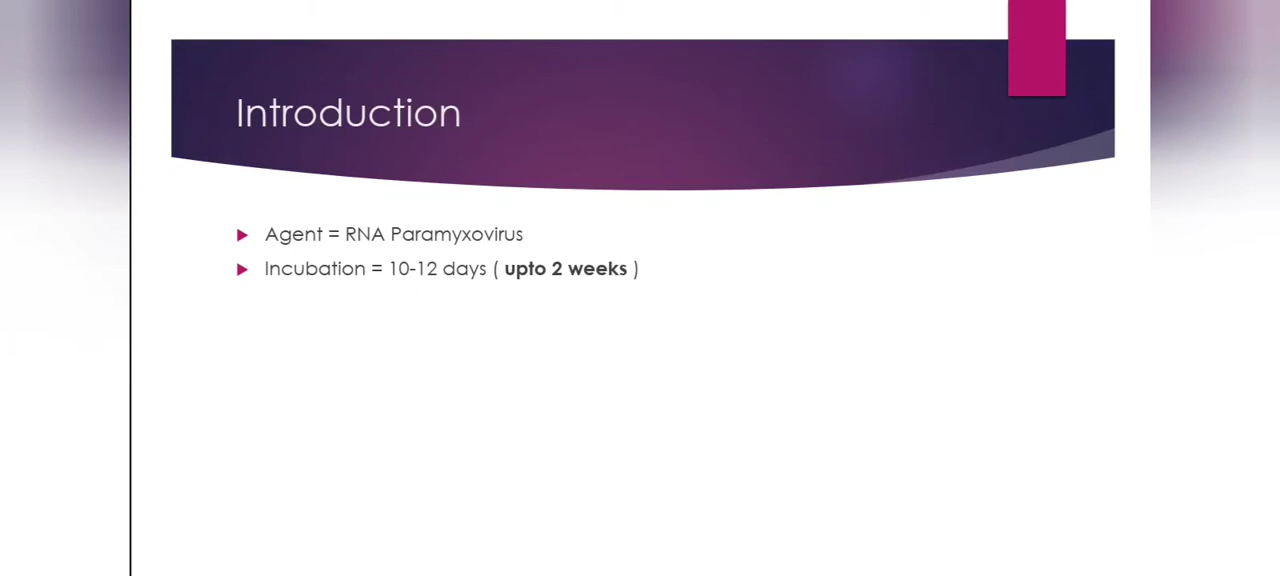 Introduction
Agent = RNA Paramyxovirus
Incubation = 10-12 days ( upto 2 weeks )